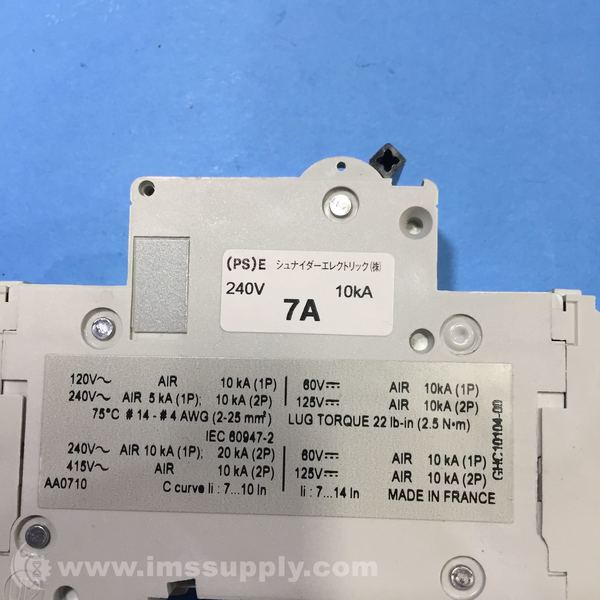 (PS)E シュナイダーエレクトリック(株)
240V 10kA
7A
120V~ AIR 10 kA (1P)
240V~ AIR 5 kA (1P); 10 kA (2P)
60V⎓ AIR 10kA (1P)
125V⎓ AIR 10kA (2P)
75°C #14 - #4 AWG (2-25 mm²) LUG TORQUE 22 lb-in (2.5 N•m)
IEC 60947-2
240V~ AIR 10 kA (1P); 20 kA (2P)
415V~ AIR 10 kA (2P)
60V⎓ AIR 10 kA (1P)
125V⎓ AIR 10 kA (2P)
AA0710 C curve Ii : 7...10 In Ii : 7...14 In MADE IN FRANCE
GHC10104-00
www.imssupply.com